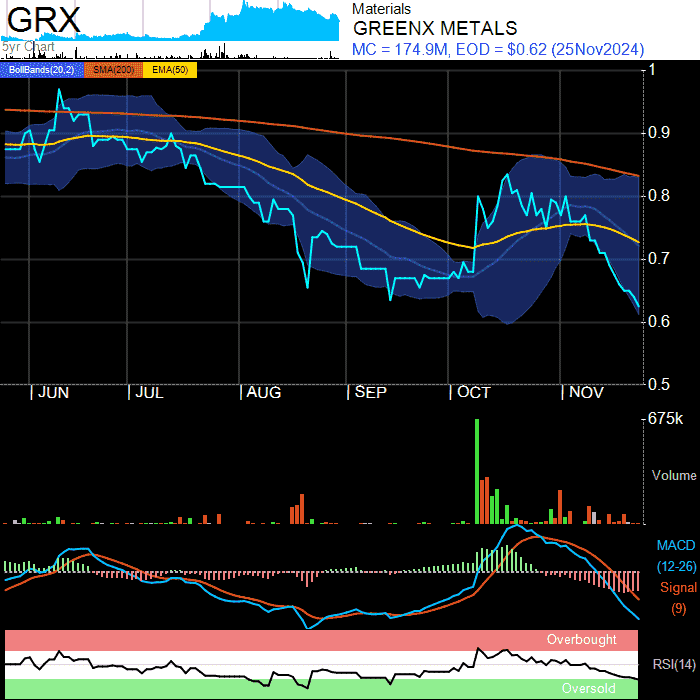 GRX
Materials
GREENX METALS
MC = 174.9M, EOD = $0.62 (25Nov2024)
5yr Chart
BollBands(20,2) SMA(200) EMA(50)
1
0.9
0.8
0.7
0.6
0.5
JUN JUL AUG SEP OCT NOV
675k
Volume
MACD
(12-26)
Signal
(9)
Overbought
RSI(14)
Oversold